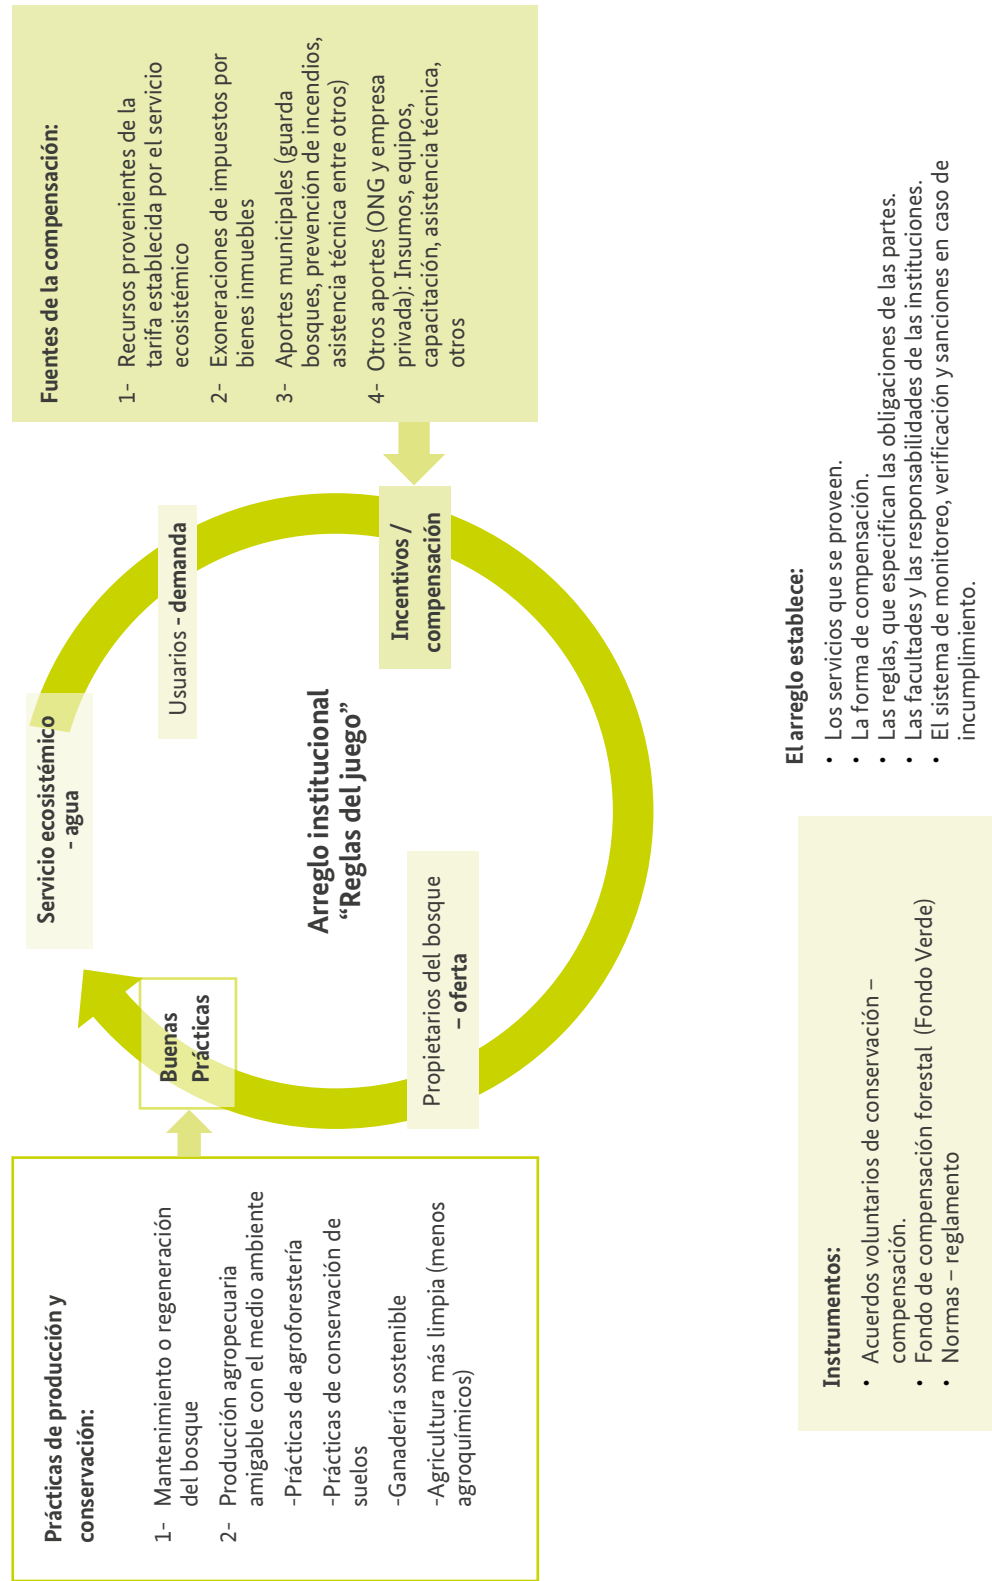 Prácticas de producción y
conservación:
1- Mantenimiento o regeneración
del bosque
2- Producción agropecuaria
amigable con el medio ambiente
-Prácticas de agroforestería
-Prácticas de conservación de
suelos
-Ganadería sostenible
-Agricultura más limpia (menos
agroquímicos)
Buenas
Prácticas
Servicio ecosistémico
- agua
Usuarios - demanda
Arreglo institucional
“Reglas del juego”
Propietarios del bosque
– oferta
Incentivos /
compensación
Fuentes de la compensación:
1- Recursos provenientes de la
tarifa establecida por el servicio
ecosistémico
2- Exoneraciones de impuestos por
bienes inmuebles
3- Aportes municipales (guarda
bosques, prevención de incendios,
asistencia técnica entre otros)
4- Otros aportes (ONG y empresa
privada): Insumos, equipos,
capacitación, asistencia técnica,
otros
Instrumentos:
• Acuerdos voluntarios de conservación –
compensación.
• Fondo de compensación forestal (Fondo Verde)
• Normas – reglamento
El arreglo establece:
• Los servicios que se proveen.
• La forma de compensación.
• Las reglas, que especifican las obligaciones de las partes.
• Las facultades y las responsabilidades de las instituciones.
• El sistema de monitoreo, verificación y sanciones en caso de
incumplimiento.